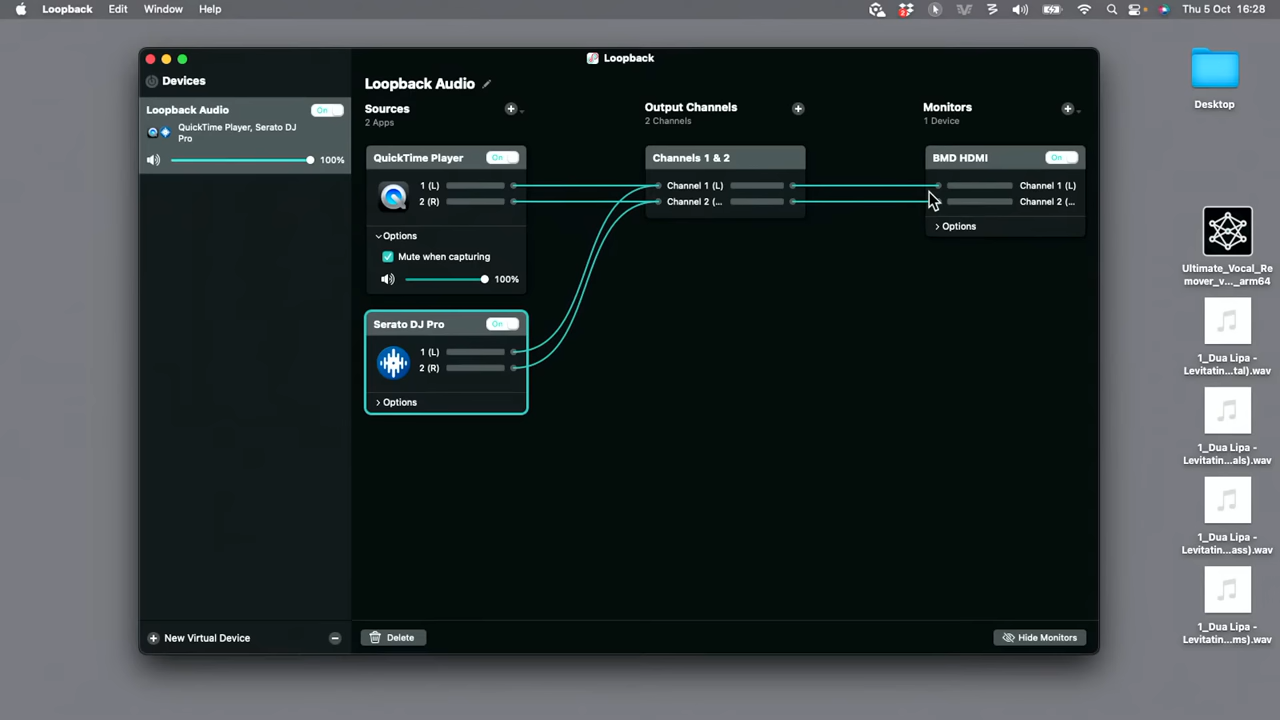 Loopback Edit Window Help
Thu 5 Oct 16:28
Loopback
Devices
Loopback Audio
On
QuickTime Player, Serato DJ
Pro
100%
New Virtual Device
Loopback Audio
Sources
2 Apps
QuickTime Player
On
1 (L)
2 (R)
Options
Mute when capturing
100%
Serato DJ Pro
On
1 (L)
2 (R)
Options
Output Channels
2 Channels
Channels 1 & 2
Channel 1 (L)
Channel 2 (...
Monitors
1 Device
BMD HDMI
On
Channel 1 (L)
Channel 2 (...
Options
Delete
Hide Monitors
Desktop
Ultimate_Vocal_Re
mover_v..._arm64
1_Dua Lipa -
Levitatin...tal).wav
1_Dua Lipa -
Levitatin...als).wav
1_Dua Lipa -
Levitatin...ass).wav
1_Dua Lipa -
Levitatin...ms).wav